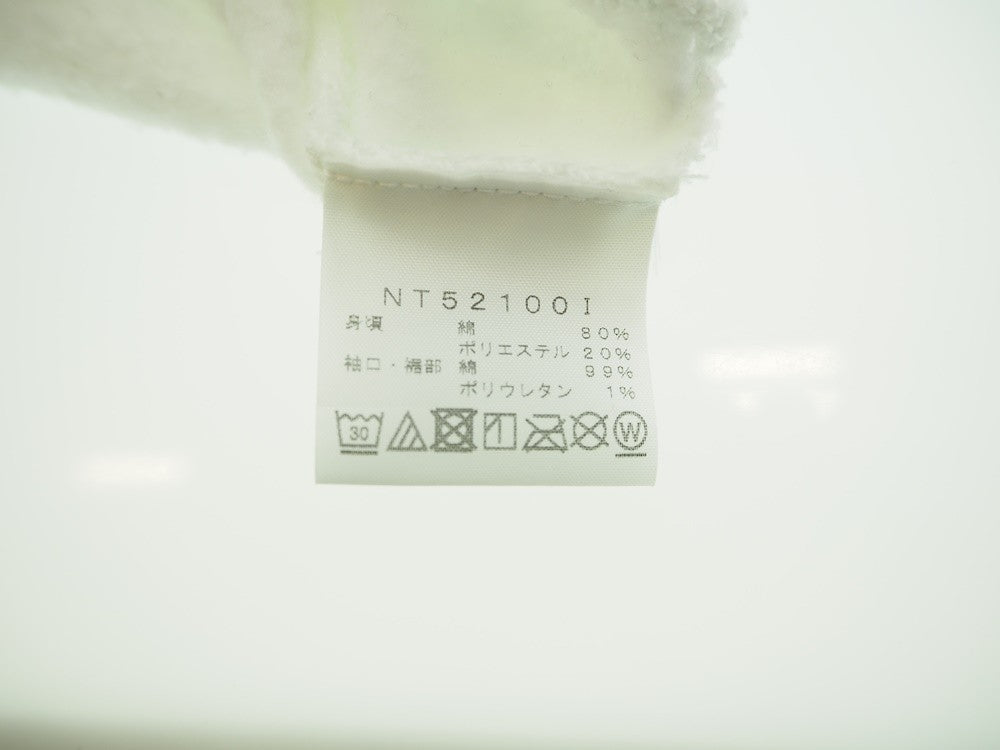 NT52100I
身頃 綿 80%
ポリエステル 20%
袖口・裾部 綿 99%
ポリウレタン 1%
30 W